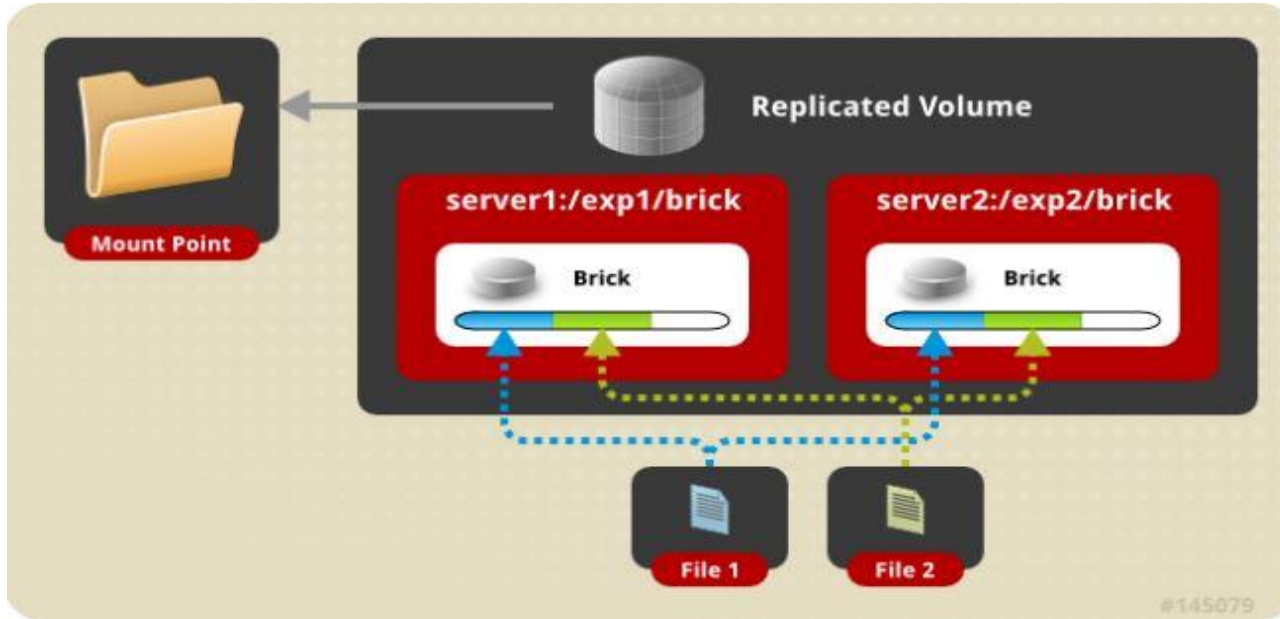 Replicated Volume
Mount Point
server1:/exp1/brick
server2:/exp2/brick
Brick
Brick
File 1
File 2
#145079